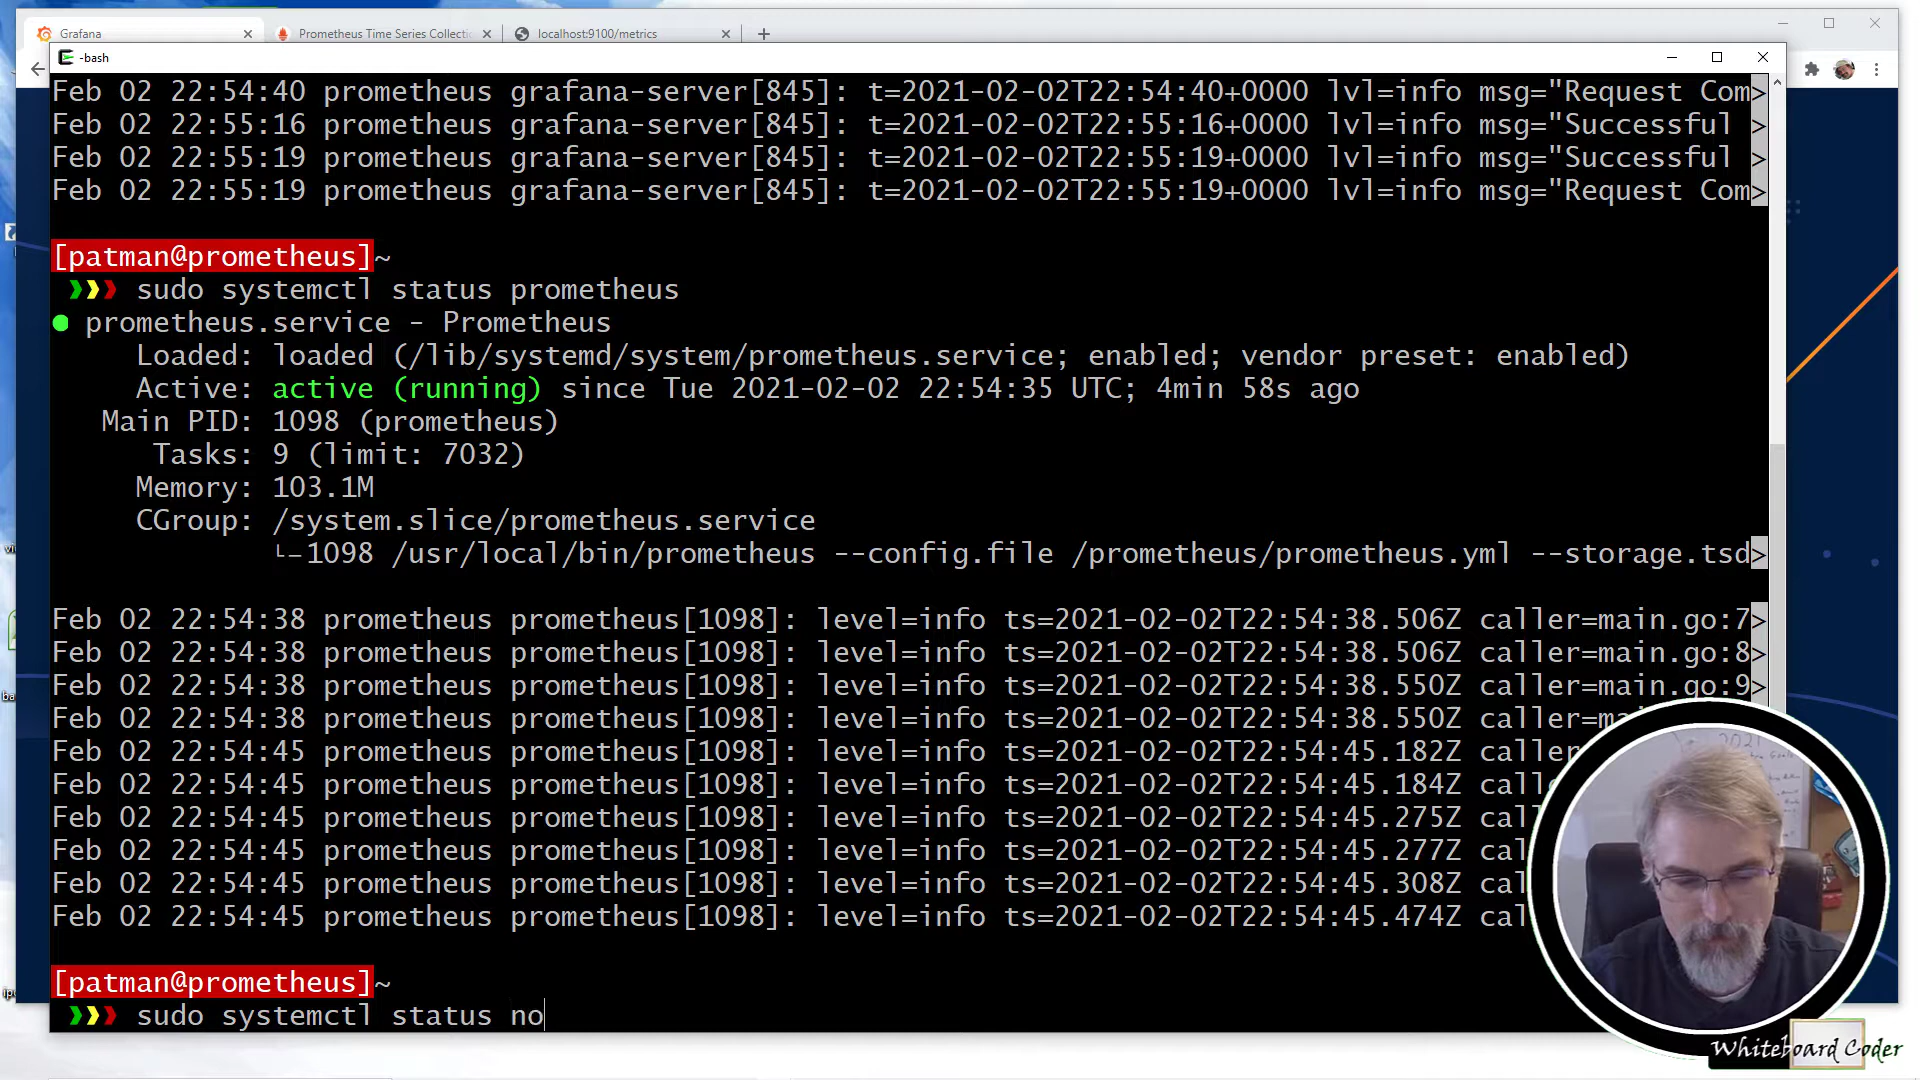 Grafana
Prometheus Time Series Collectio
localhost:9100/metrics
-bash
Feb 02 22:54:40 prometheus grafana-server[845]: t=2021-02-02T22:54:40+0000 lvl=info msg="Request Com>
Feb 02 22:55:16 prometheus grafana-server[845]: t=2021-02-02T22:55:16+0000 lvl=info msg="Successful >
Feb 02 22:55:19 prometheus grafana-server[845]: t=2021-02-02T22:55:19+0000 lvl=info msg="Successful >
Feb 02 22:55:19 prometheus grafana-server[845]: t=2021-02-02T22:55:19+0000 lvl=info msg="Request Com>
[patman@prometheus]~
❯❯❯ sudo systemctl status prometheus
● prometheus.service - Prometheus
Loaded: loaded (/lib/systemd/system/prometheus.service; enabled; vendor preset: enabled)
Active: active (running) since Tue 2021-02-02 22:54:35 UTC; 4min 58s ago
Main PID: 1098 (prometheus)
Tasks: 9 (limit: 7032)
Memory: 103.1M
CGroup: /system.slice/prometheus.service
└─1098 /usr/local/bin/prometheus --config.file /prometheus/prometheus.yml --storage.tsd>
Feb 02 22:54:38 prometheus prometheus[1098]: level=info ts=2021-02-02T22:54:38.506Z caller=main.go:7>
Feb 02 22:54:38 prometheus prometheus[1098]: level=info ts=2021-02-02T22:54:38.506Z caller=main.go:8>
Feb 02 22:54:38 prometheus prometheus[1098]: level=info ts=2021-02-02T22:54:38.550Z caller=main.go:9>
Feb 02 22:54:38 prometheus prometheus[1098]: level=info ts=2021-02-02T22:54:38.550Z caller=ma
Feb 02 22:54:45 prometheus prometheus[1098]: level=info ts=2021-02-02T22:54:45.182Z caller
Feb 02 22:54:45 prometheus prometheus[1098]: level=info ts=2021-02-02T22:54:45.184Z calle
Feb 02 22:54:45 prometheus prometheus[1098]: level=info ts=2021-02-02T22:54:45.275Z cal
Feb 02 22:54:45 prometheus prometheus[1098]: level=info ts=2021-02-02T22:54:45.277Z cal
Feb 02 22:54:45 prometheus prometheus[1098]: level=info ts=2021-02-02T22:54:45.308Z cal
Feb 02 22:54:45 prometheus prometheus[1098]: level=info ts=2021-02-02T22:54:45.474Z cal
[patman@prometheus]~
❯❯❯ sudo systemctl status no
2021
Whiteboard Coder